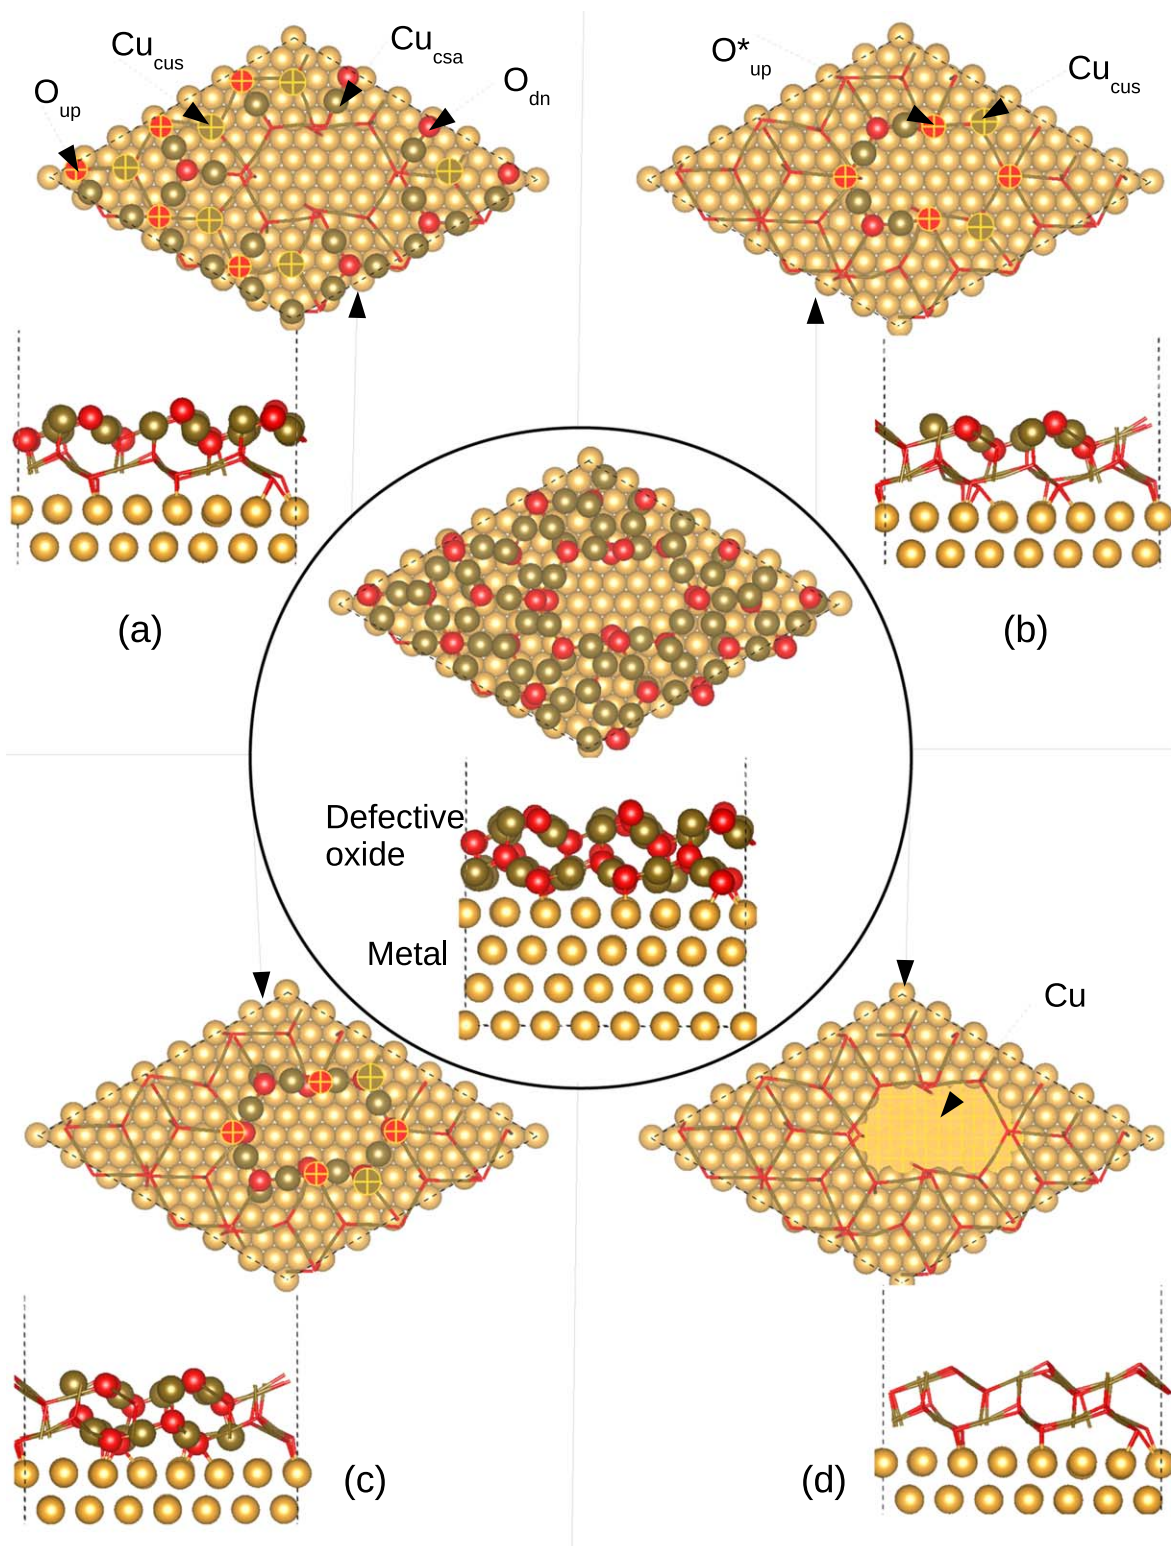 Cu_cus
Cu_csa
O_up
O_dn
O*_up
Cu_cus
(a)
(b)
Defective
oxide
Metal
Cu
(c)
(d)